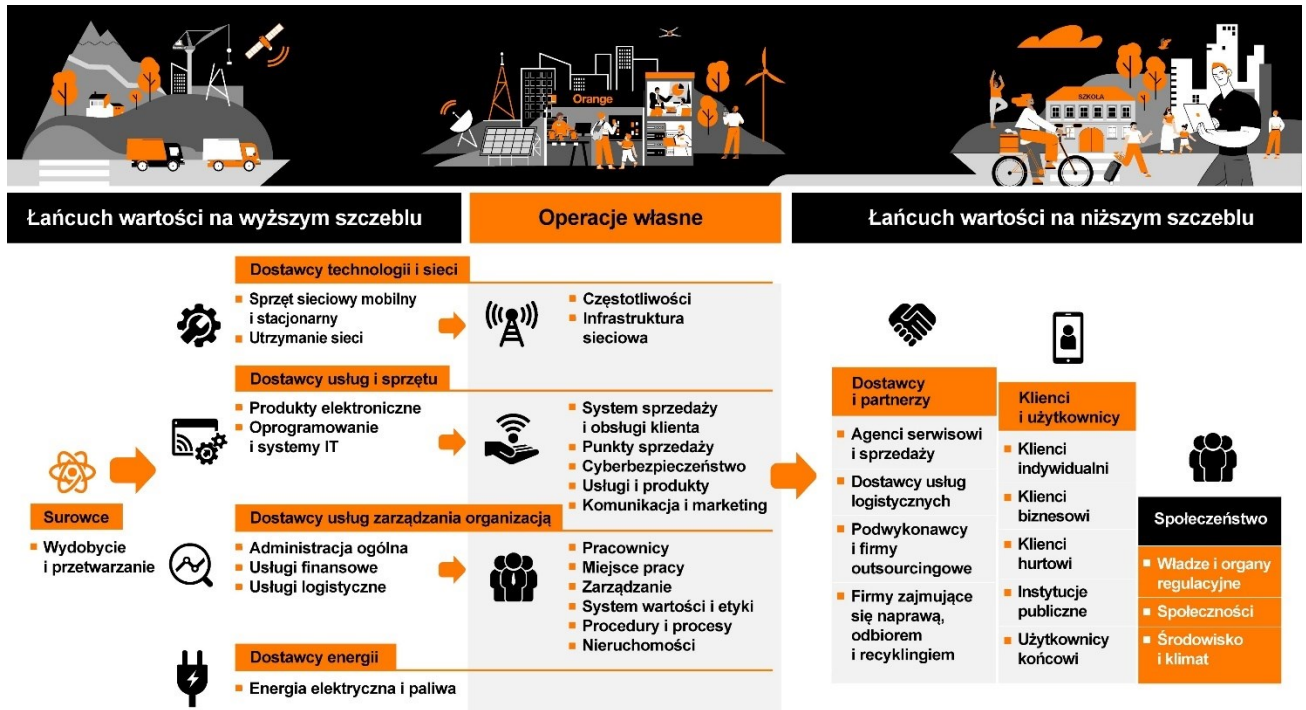 Orange
SZKOŁA
Łańcuch wartości na wyższym szczeblu
Operacje własne
Łańcuch wartości na niższym szczeblu
Surowce
Wydobycie
i przetwarzanie
Dostawcy technologii i sieci
Sprzęt sieciowy mobilny
i stacjonarny
Utrzymanie sieci
Częstotliwości
Infrastruktura
sieciowa
Dostawcy usług i sprzętu
Produkty elektroniczne
Oprogramowanie
i systemy IT
System sprzedaży
i obsługi klienta
Punkty sprzedaży
Cyberbezpieczeństwo
Usługi i produkty
Komunikacja i marketing
Dostawcy usług zarządzania organizacją
Administracja ogólna
Usługi finansowe
Usługi logistyczne
Pracownicy
Miejsce pracy
Zarządzanie
System wartości i etyki
Procedury i procesy
Nieruchomości
Dostawcy energii
Energia elektryczna i paliwa
Dostawcy
i partnerzy
Agenci serwisowi
i sprzedaży
Dostawcy usług
logistycznych
Podwykonawcy
i firmy
outsourcingowe
Firmy zajmujące
się naprawą,
odbiorem
i recyklingiem
Klienci
i użytkownicy
Klienci
indywidualni
Klienci
biznesowi
Klienci
hurtowi
Instytucje
publiczne
Użytkownicy
końcowi
Społeczeństwo
Władze i organy
regulacyjne
Społeczności
Środowisko
i klimat